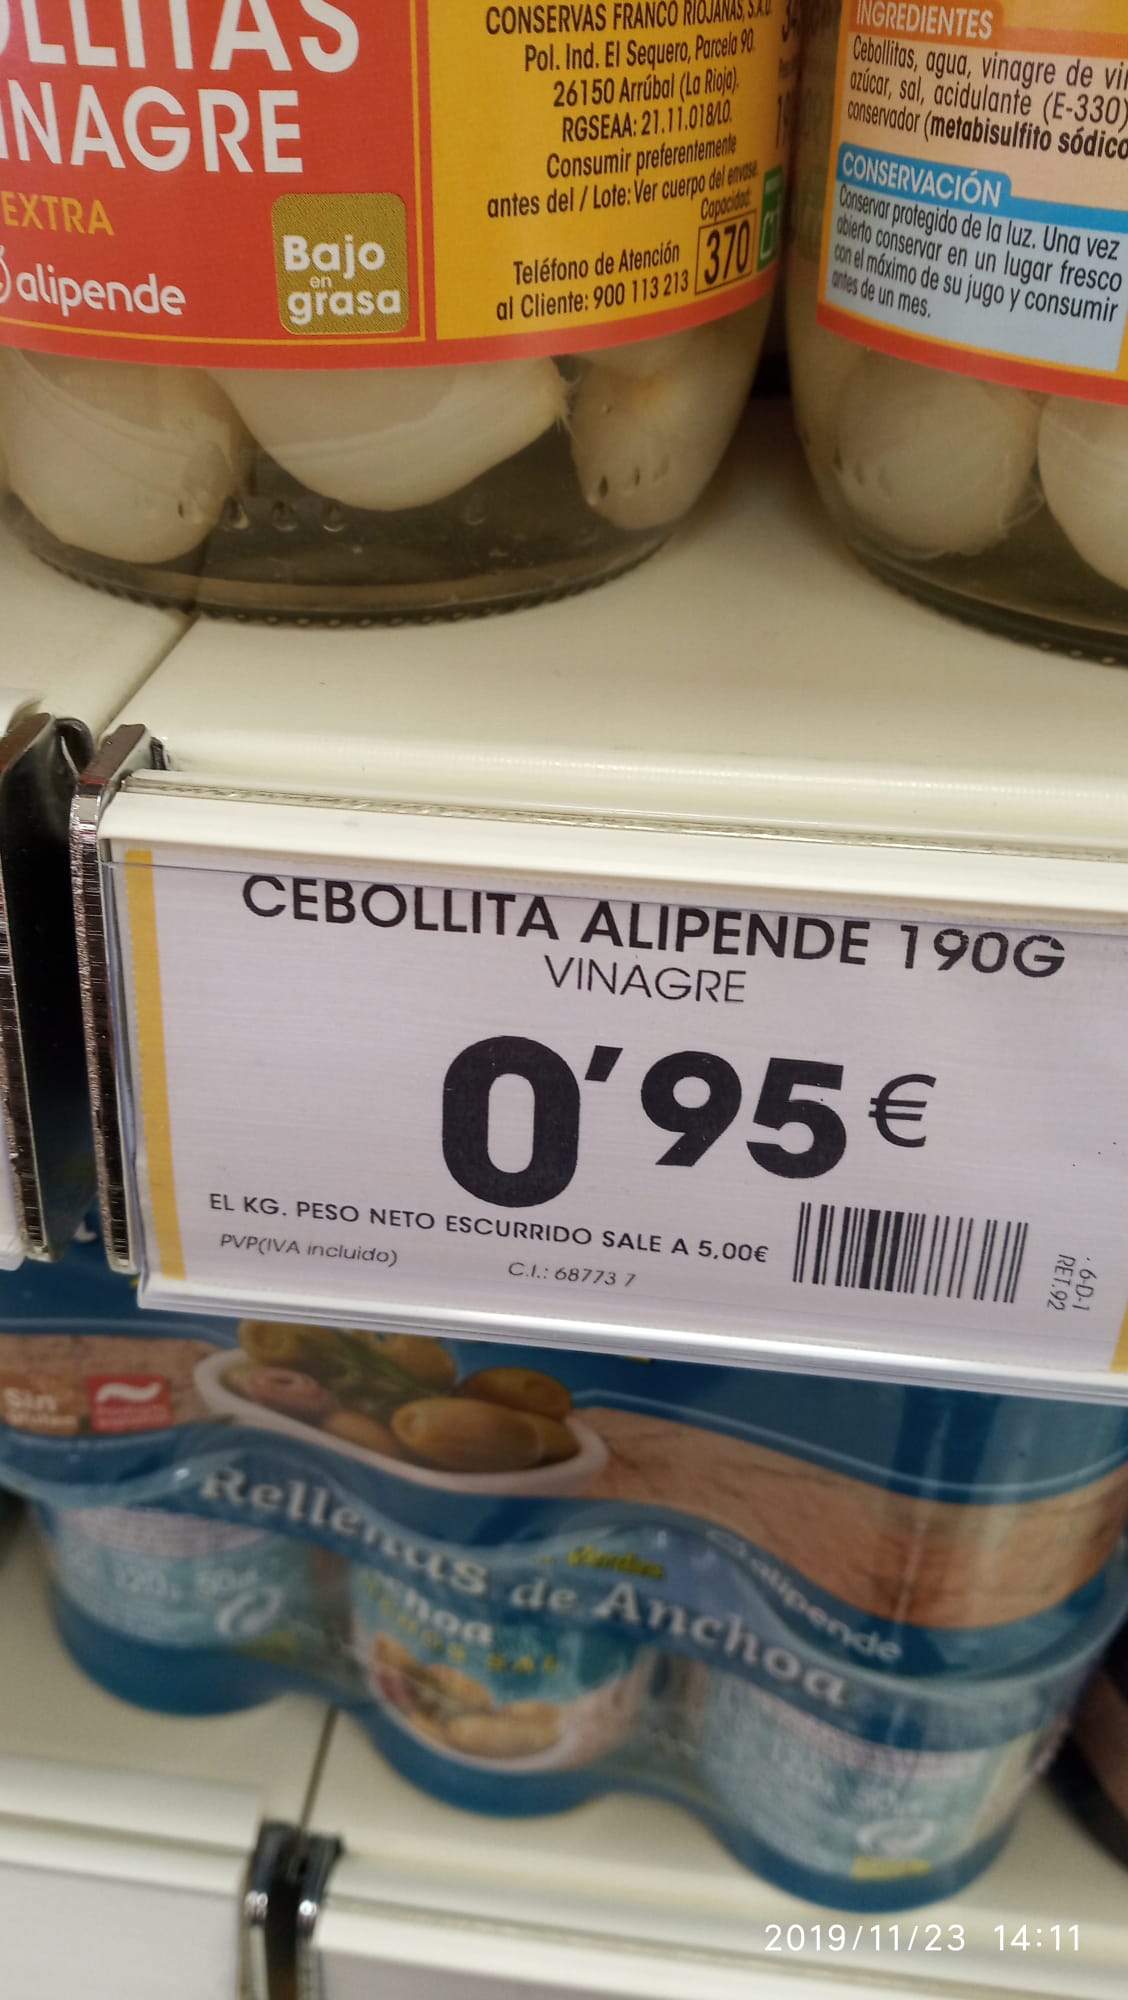 OLLITAS
INAGRE
EXTRA
alipende
Bajo
en
grasa
CONSERVAS FRANCO RIOJANAS, S.A.U.
Pol. Ind. El Sequero, Parcela 90.
26150 Arrúbal (La Rioja).
RGSEAA: 21.11.018/LO.
Consumir preferentemente
antes del / Lote: Ver cuerpo del envase.
Capacidad:
370
Teléfono de Atención
al Cliente: 900 113 213
INGREDIENTES
Cebollitas, agua, vinagre de vi
azúcar, sal, acidulante (E-330)
conservador (metabisulfito sódico
CONSERVACIÓN
Conservar protegido de la luz. Una vez
abierto conservar en un lugar fresco
con el máximo de su jugo y consumir
antes de un mes.
CEBOLLITA ALIPENDE 190G
VINAGRE
0'95€
EL KG. PESO NETO ESCURRIDO SALE A 5,00€
PVP(IVA incluido)
C.I.: 68773 7
.6-D-1
RET.92
Sin
Rellenas de Anchoa
alipende
2019/11/23 14:11